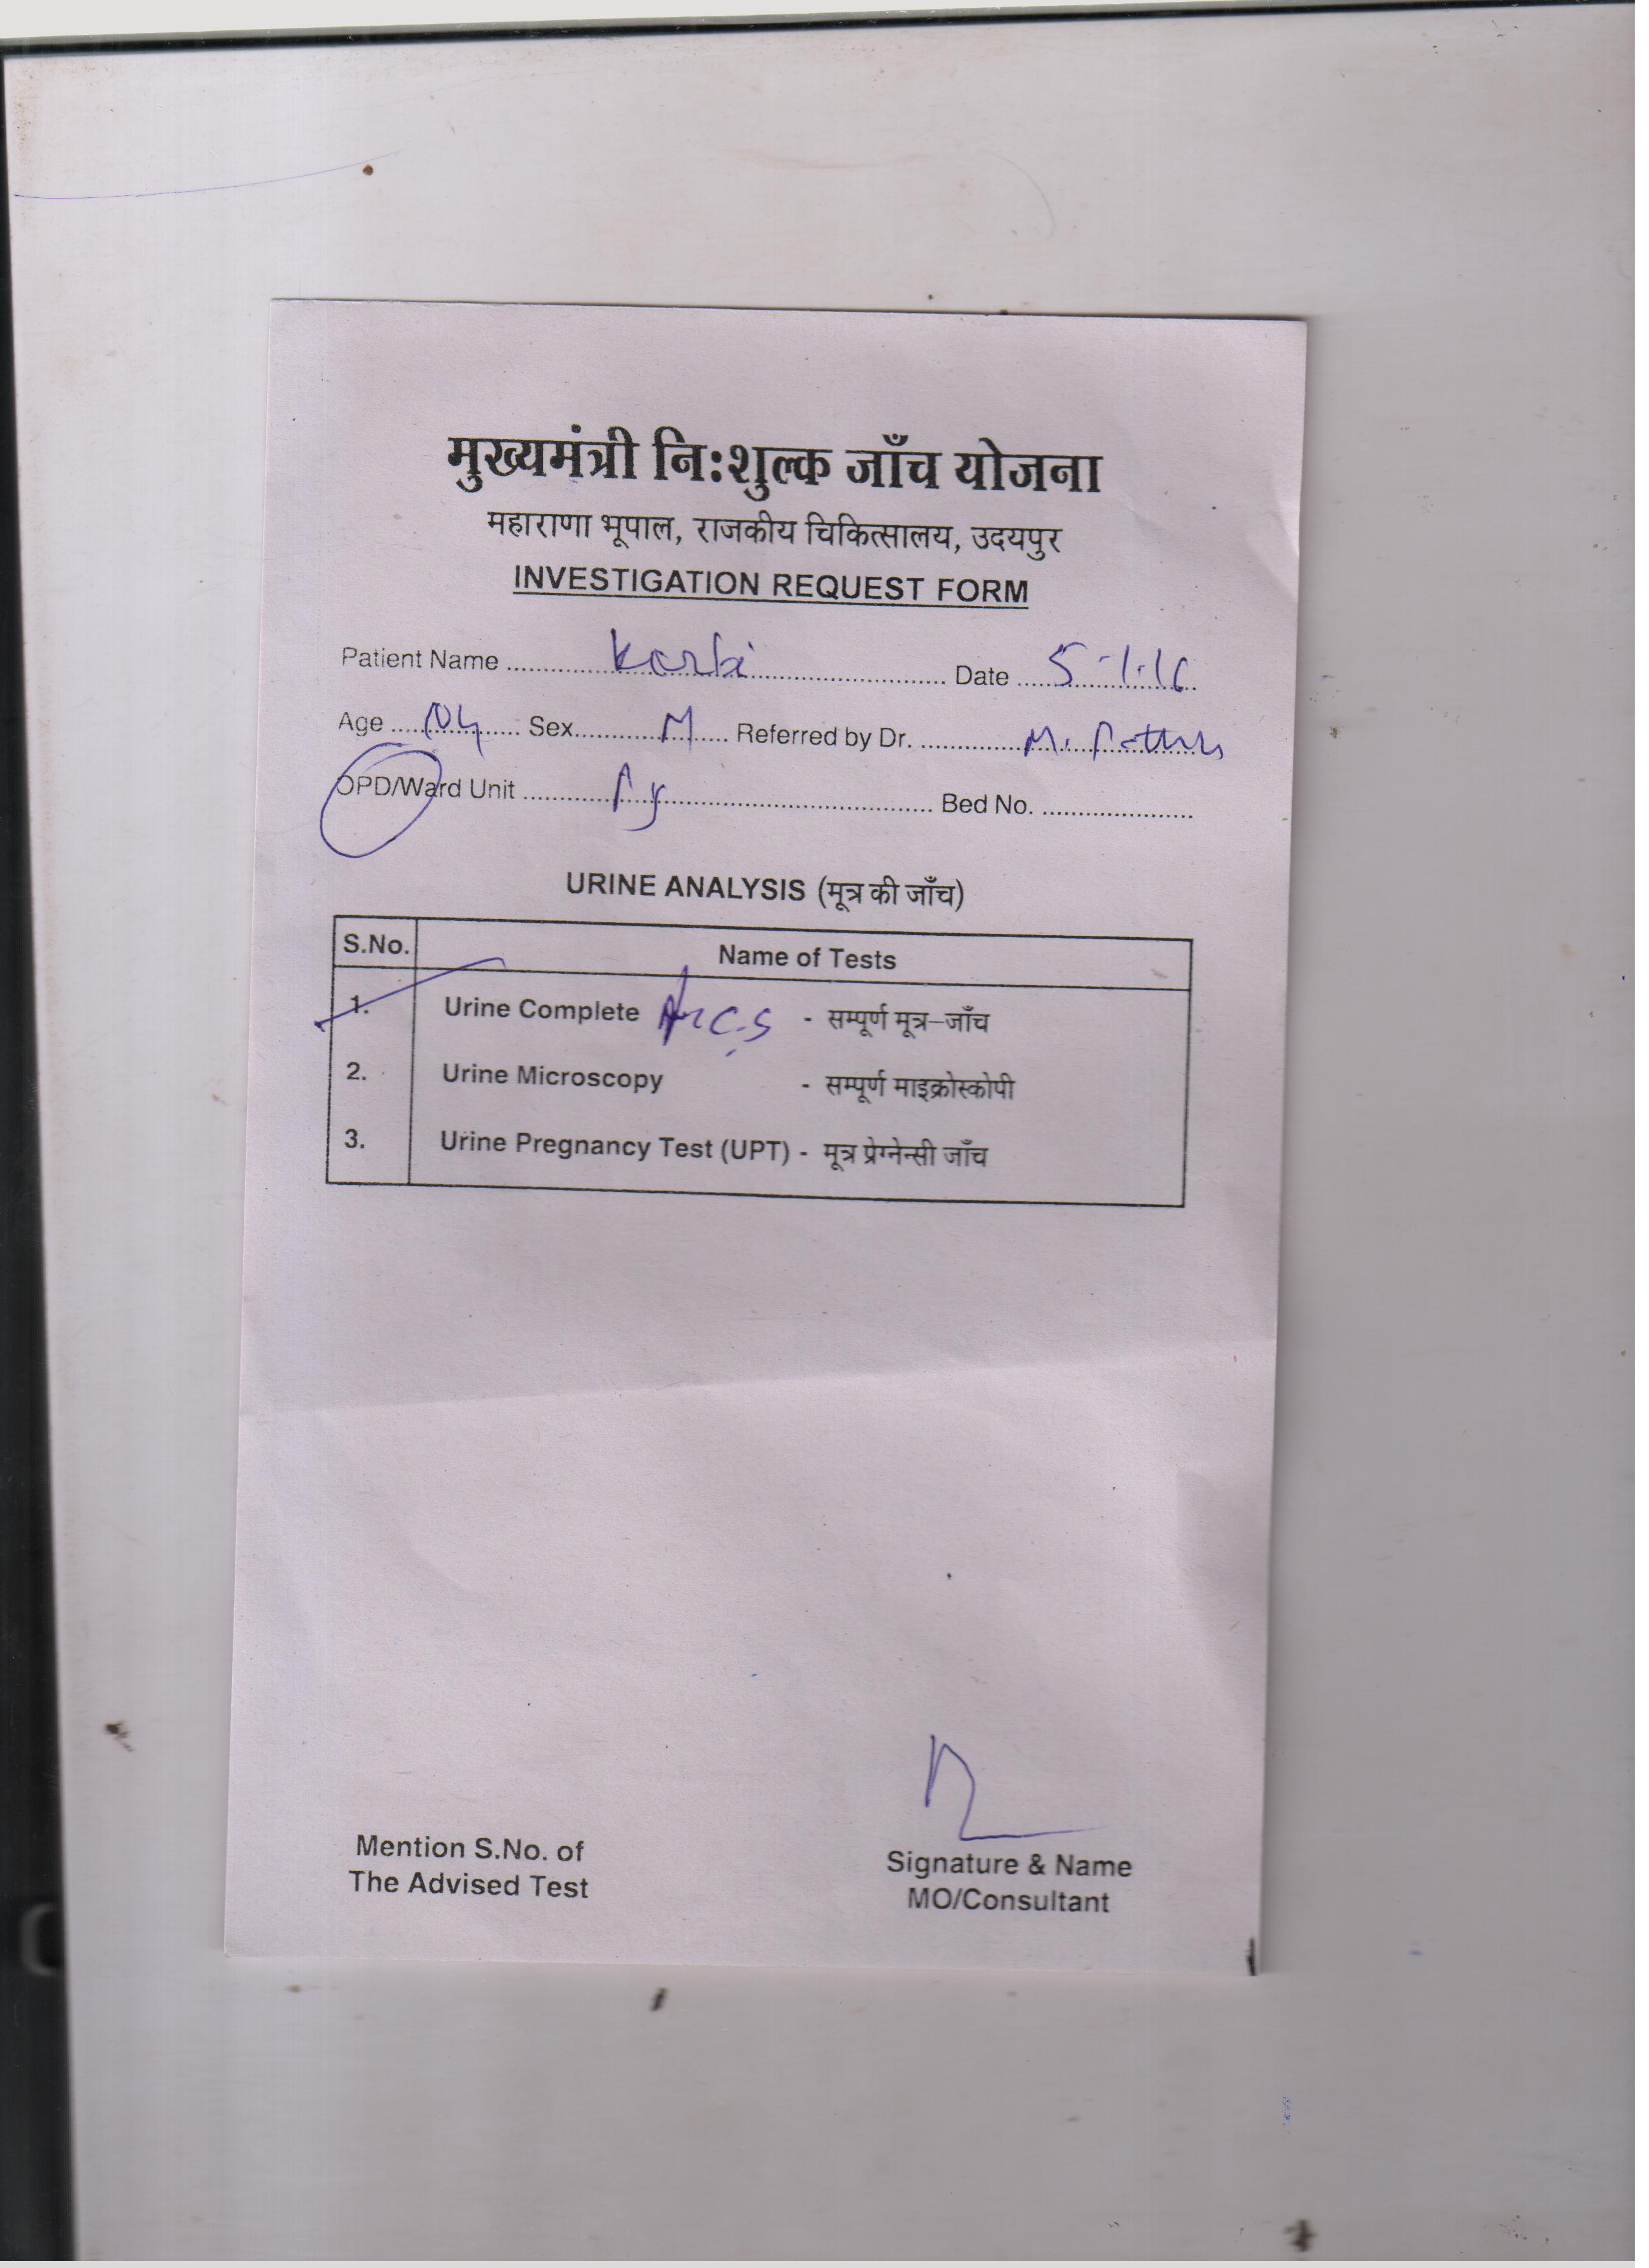 मुख्यमंत्री नि:शुल्क जाँच योजना
महाराणा भूपाल, राजकीय चिकित्सालय, उदयपुर
INVESTIGATION REQUEST FORM
Patient Name .................... Date 5-1-16
Age ........ Sex M Referred by Dr. M.
OPD/Ward Unit .................... Bed No. ....................
URINE ANALYSIS (मूत्र की जाँच)
S.No. Name of Tests
1. Urine Complete C.S - सम्पूर्ण मूत्र–जाँच
2. Urine Microscopy - सम्पूर्ण माइक्रोस्कोपी
3. Urine Pregnancy Test (UPT) - मूत्र प्रेग्नेन्सी जाँच
Mention S.No. of
The Advised Test
Signature & Name
MO/Consultant